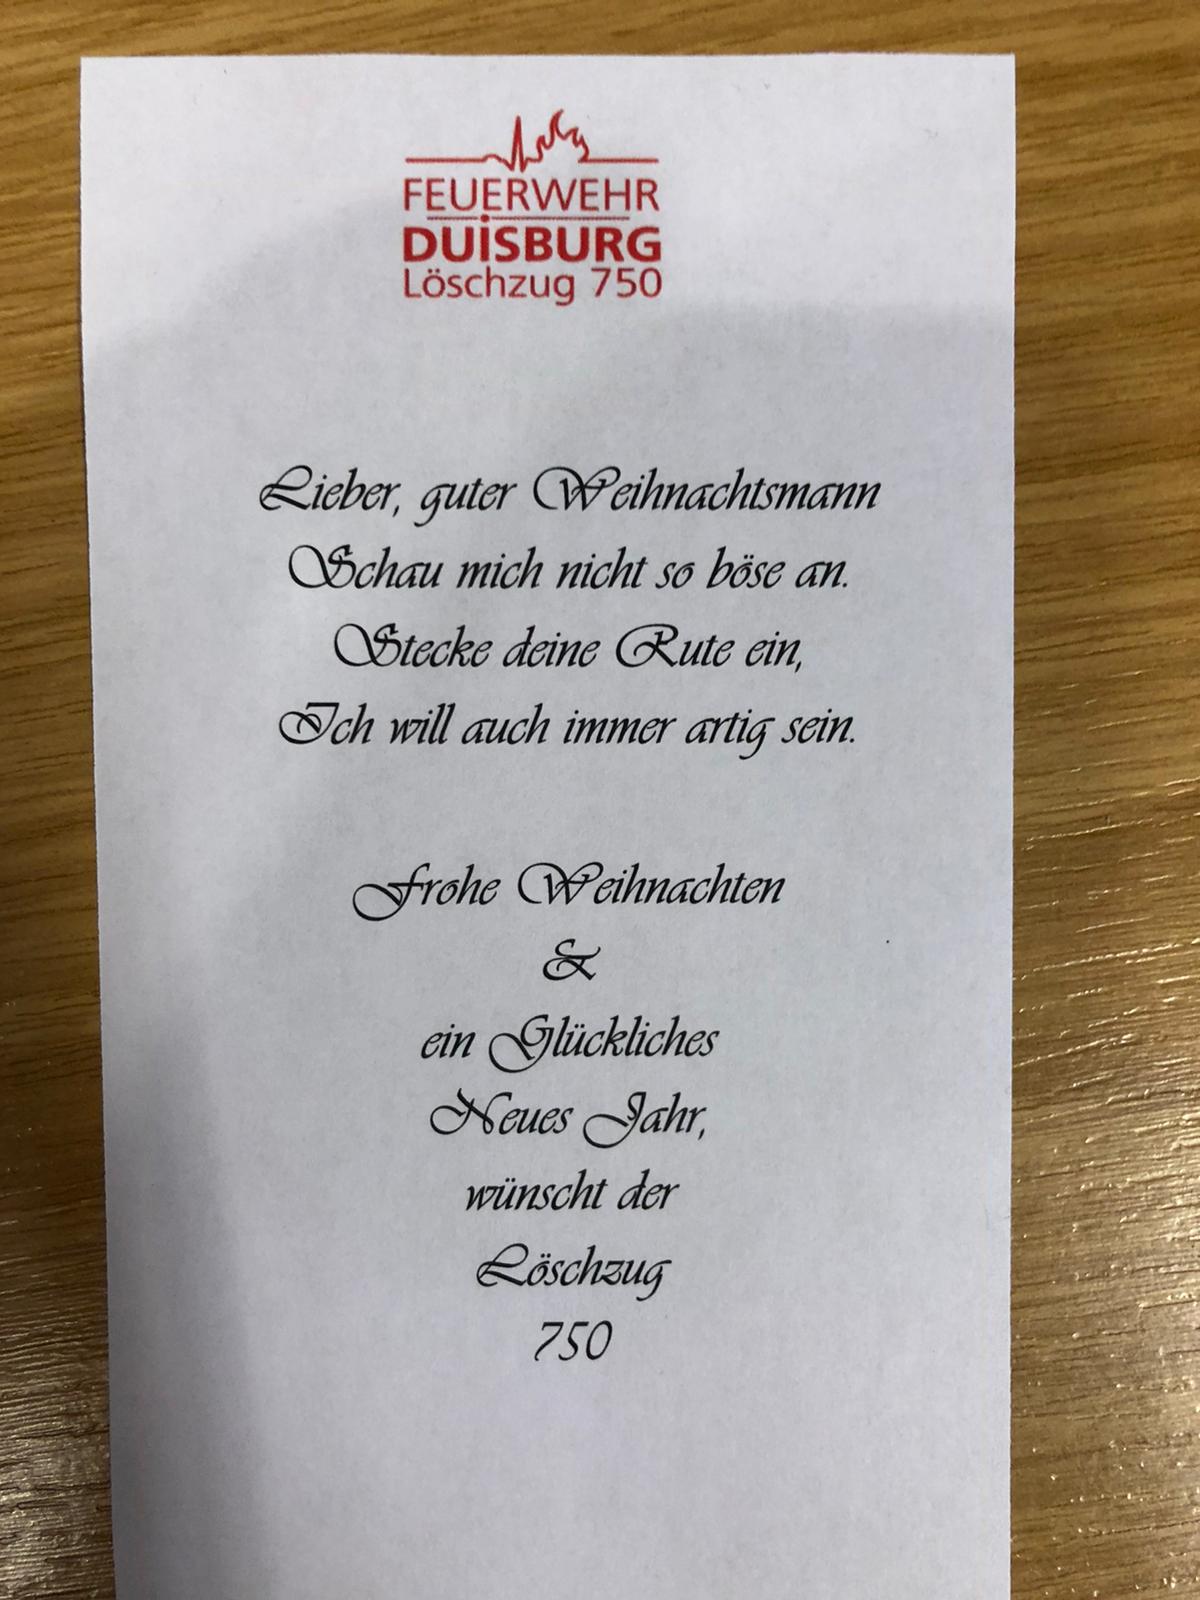 FEUERWEHR
DUISBURG
Löschzug 750
Lieber, guter Weihnachtsmann
Schau mich nicht so böse an.
Stecke deine Rute ein,
Ich will auch immer artig sein.
Frohe Weihnachten
&
ein Glückliches
Neues Jahr,
wünscht der
Löschzug
750